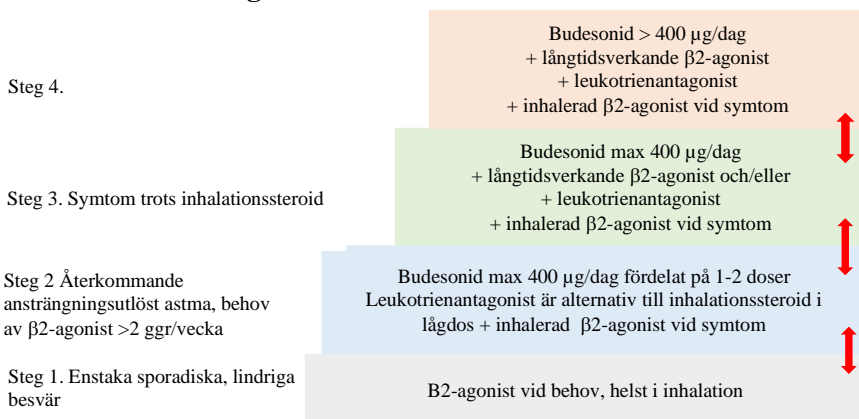 Budesonid > 400 µg/dag
+ långtidsverkande β2-agonist
+ leukotrienantagonist
+ inhalerad β2-agonist vid symtom
Steg 4.
Budesonid max 400 µg/dag
+ långtidsverkande β2-agonist och/eller
+ leukotrienantagonist
+ inhalerad β2-agonist vid symtom
Steg 3. Symtom trots inhalationssteroid
Budesonid max 400 µg/dag fördelat på 1-2 doser
Leukotrienantagonist är alternativ till inhalationssteroid i
lågdos + inhalerad β2-agonist vid symtom
Steg 2 Återkommande
ansträngningsutlöst astma, behov
av β2-agonist >2 ggr/vecka
Steg 1. Enstaka sporadiska, lindriga
besvär
B2-agonist vid behov, helst i inhalation